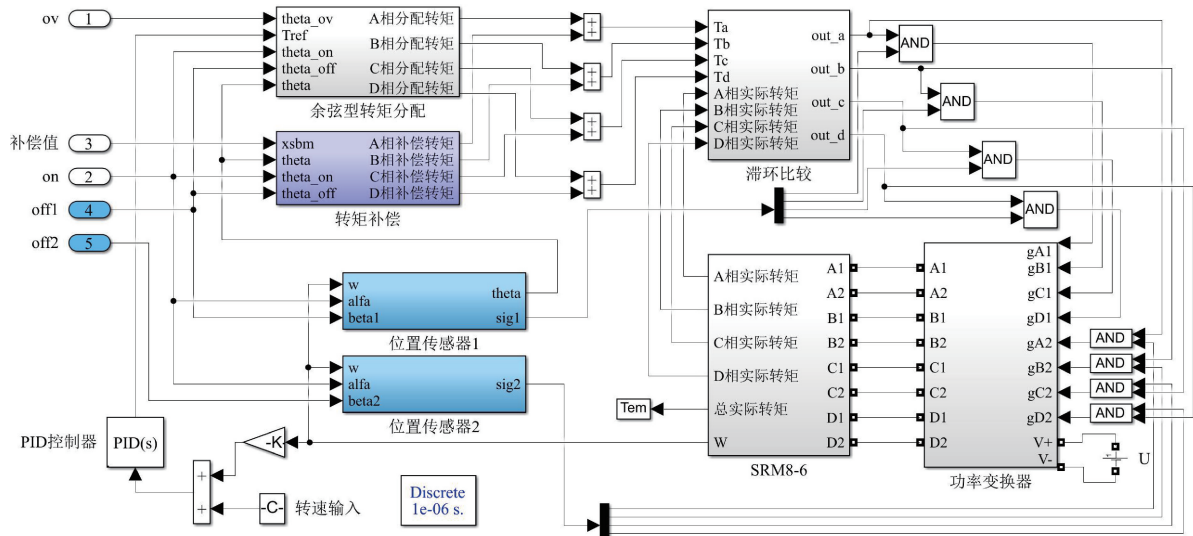 ov
1
theta_ov
Tref
theta_on
theta_off
theta
A相分配转矩
B相分配转矩
C相分配转矩
D相分配转矩
余弦型转矩分配
+
+
+
+
+
+
+
+
补偿值
3
on
2
off1
4
off2
5
xsbm
theta
theta_on
theta_off
A相补偿转矩
B相补偿转矩
C相补偿转矩
D相补偿转矩
转矩补偿
Ta
Tb
Tc
Td
A相实际转矩
B相实际转矩
C相实际转矩
D相实际转矩
out_a
out_b
out_c
out_d
滞环比较
AND
AND
AND
AND
w
alfa
beta1
theta
sig1
位置传感器1
w
alfa
beta2
sig2
位置传感器2
A相实际转矩
B相实际转矩
C相实际转矩
D相实际转矩
总实际转矩
W
A1
A2
B1
B2
C1
C2
D1
D2
SRM8-6
Tem
A1
A2
B1
B2
C1
C2
D1
D2
gA1
gB1
gC1
gD1
gA2
gB2
gC2
gD2
V+
V-
功率变换器
AND
AND
AND
AND
U
PID控制器
PID(s)
-K
+
+
-C-
转速输入
Discrete
1e-06 s.